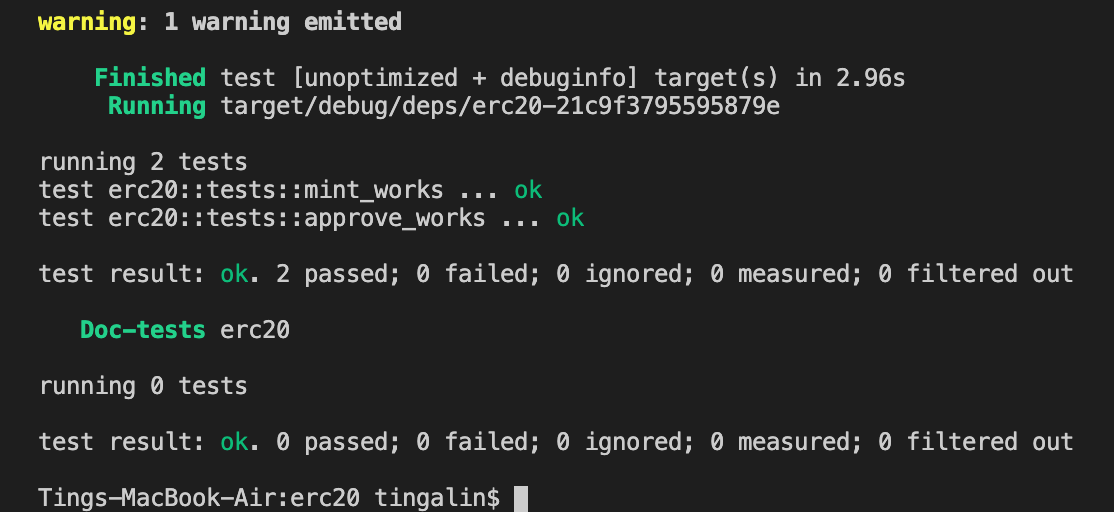 warning: 1 warning emitted
Finished test [unoptimized + debuginfo] target(s) in 2.96s
Running target/debug/deps/erc20-21c9f3795595879e
running 2 tests
test erc20::tests::mint_works ... ok
test erc20::tests::approve_works ... ok
test result: ok. 2 passed; 0 failed; 0 ignored; 0 measured; 0 filtered out
Doc-tests erc20
running 0 tests
test result: ok. 0 passed; 0 failed; 0 ignored; 0 measured; 0 filtered out
Tings-MacBook-Air:erc20 tingalin$